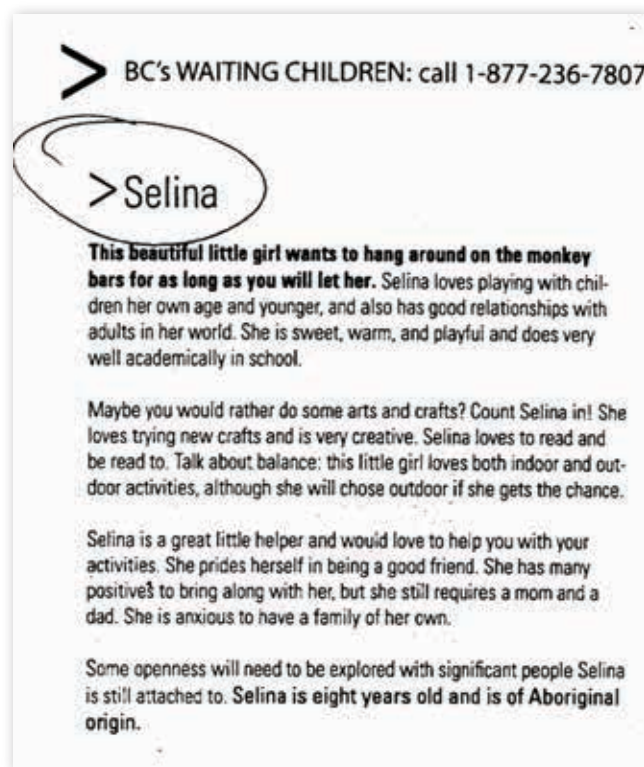 > BC's WAITING CHILDREN: call 1-877-236-7807
> Selina
This beautiful little girl wants to hang around on the monkey
bars for as long as you will let her. Selina loves playing with chil-
dren her own age and younger, and also has good relationships with
adults in her world. She is sweet, warm, and playful and does very
well academically in school.
Maybe you would rather do some arts and crafts? Count Selina in! She
loves trying new crafts and is very creative. Selina loves to read and
be read to. Talk about balance: this little girl loves both indoor and out-
door activities, although she will chose outdoor if she gets the chance.
Selina is a great little helper and would love to help you with your
activities. She prides herself in being a good friend. She has many
positives to bring along with her, but she still requires a mom and a
dad. She is anxious to have a family of her own.
Some openness will need to be explored with significant people Selina
is still attached to. Selina is eight years old and is of Aboriginal
origin.